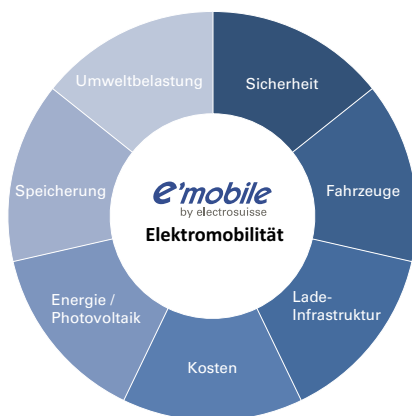 Umweltbelastung
Sicherheit
Speicherung
Fahrzeuge
e'mobile
by electrosuisse
Elektromobilität
Energie /
Photovoltaik
Lade-
Infrastruktur
Kosten